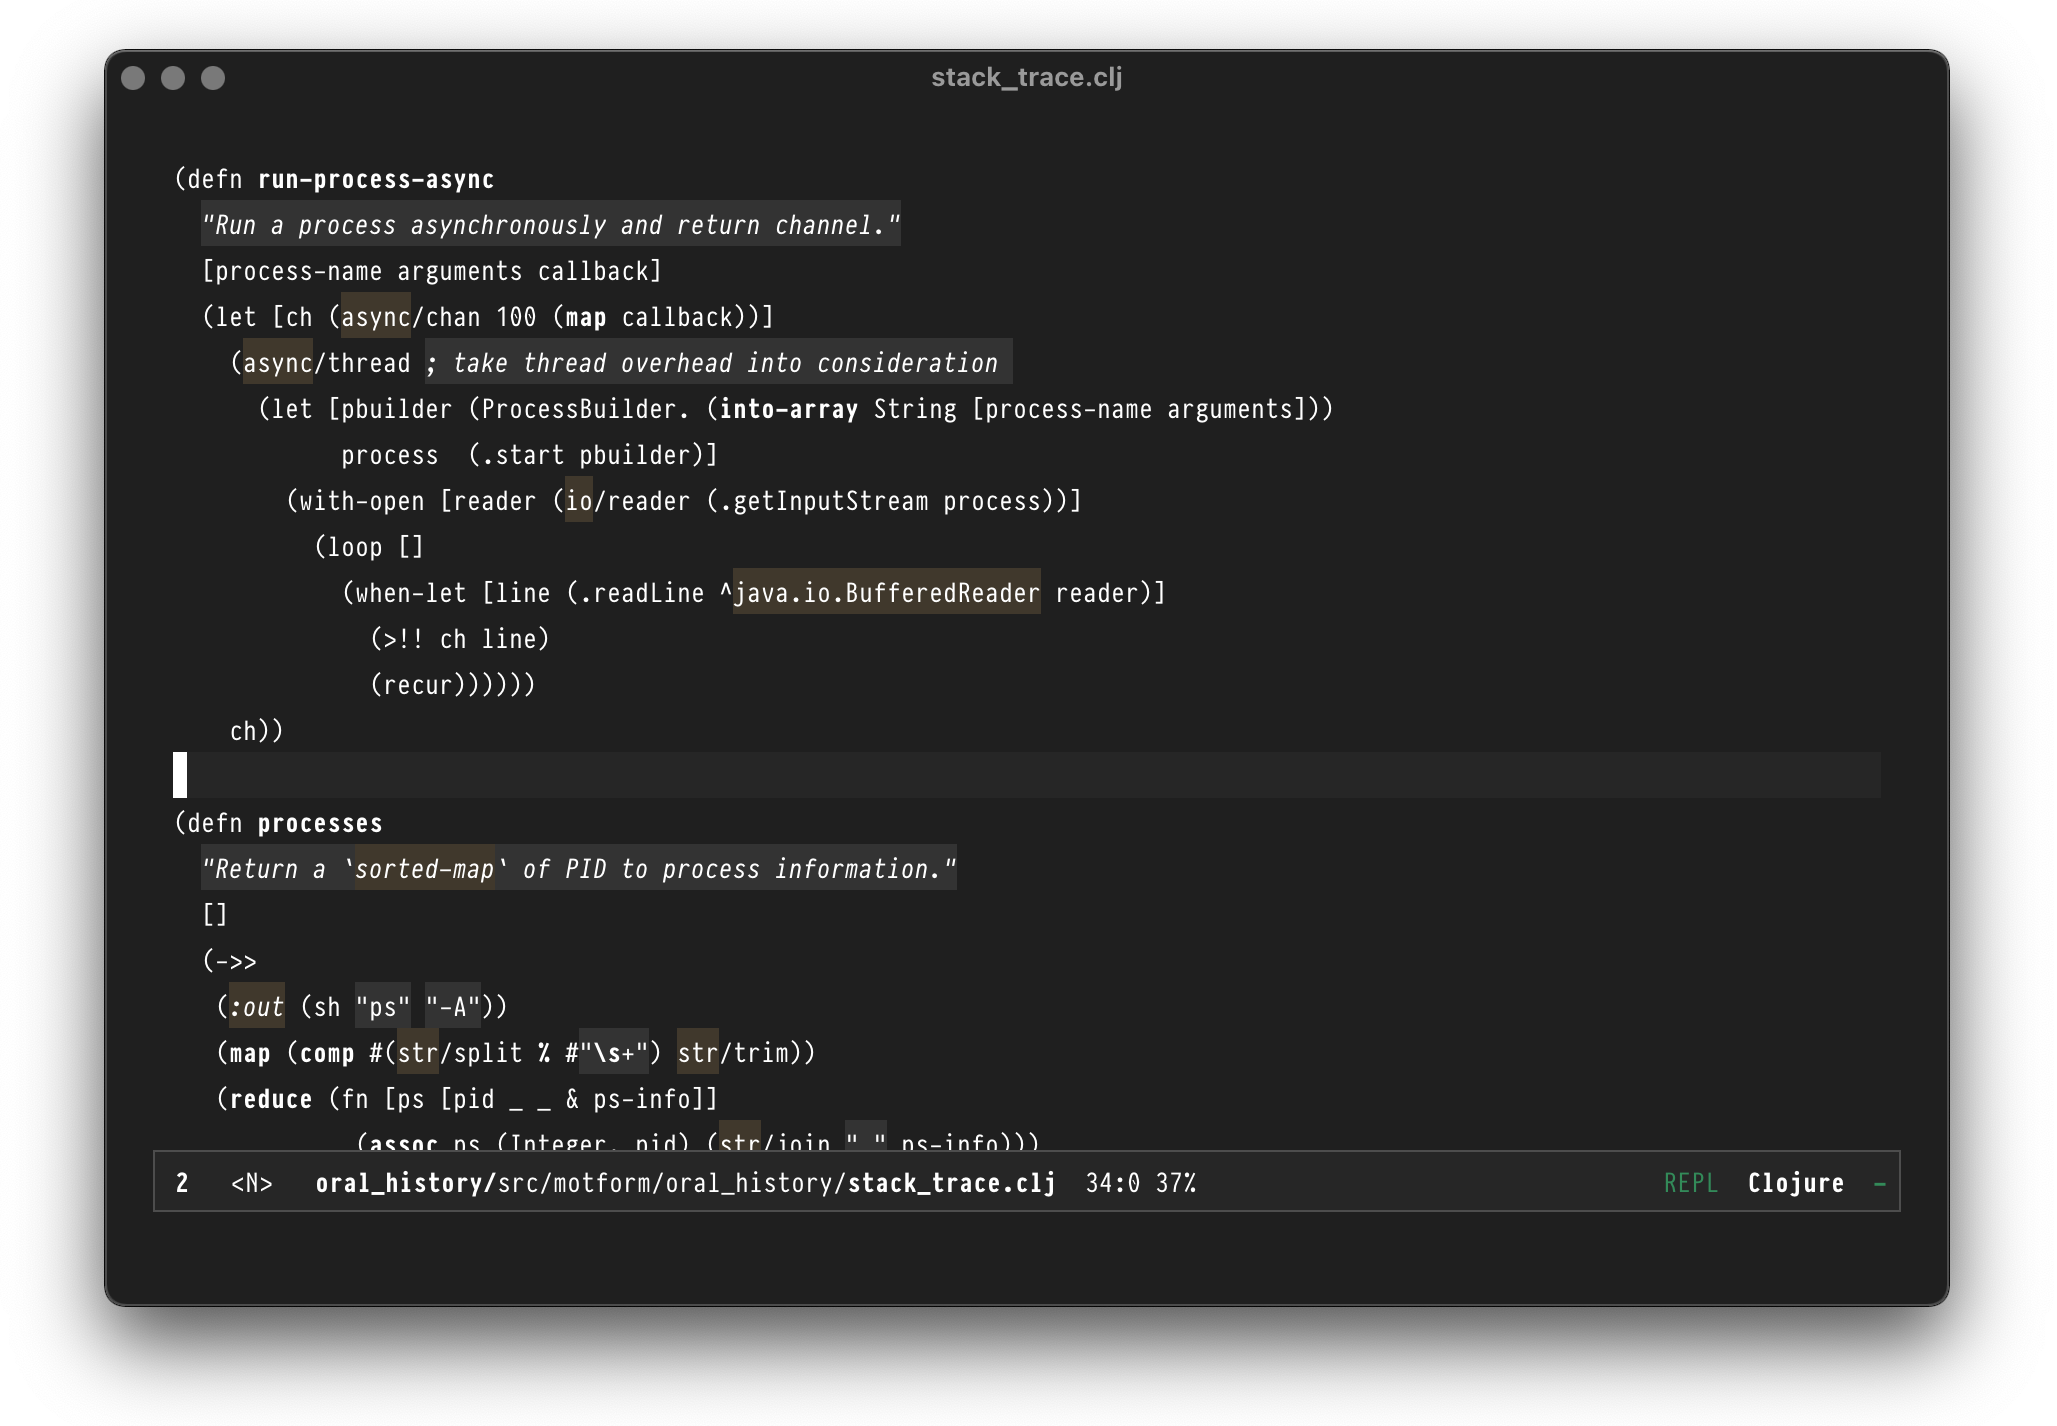 stack_trace.clj
(defn run-process-async
  "Run a process asynchronously and return channel."
  [process-name arguments callback]
  (let [ch (async/chan 100 (map callback))]
    (async/thread ; take thread overhead into consideration
      (let [pbuilder (ProcessBuilder. (into-array String [process-name arguments]))
            process  (.start pbuilder)]
        (with-open [reader (io/reader (.getInputStream process))]
          (loop []
            (when-let [line (.readLine ^java.io.BufferedReader reader)]
              (>!! ch line)
              (recur))))))
    ch))
(defn processes
  "Return a `sorted-map` of PID to process information."
  []
  (->>
   (:out (sh "ps" "-A"))
   (map (comp #(str/split % #"\s+") str/trim))
   (reduce (fn [ps [pid _ _ & ps-info]]
             (assoc ps (Integer. pid) (str/join " " ps-info)))
2 <N> oral_history/src/motform/oral_history/stack_trace.clj 34:0 37% REPL Clojure –